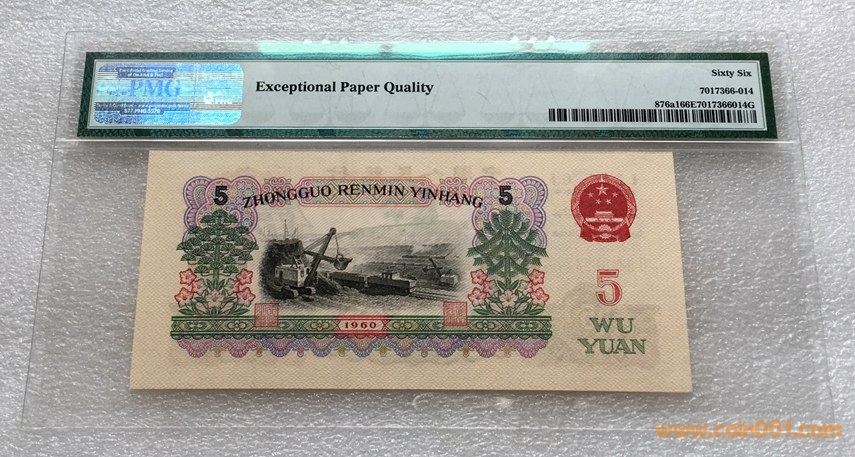 PMG
Exceptional Paper Quality
Sixty Six
7017366-014
876a166E7017366014G
5 ZHONGGUO RENMIN YINHANG 5
5
1960
WU
YUAN
www.coin001.com